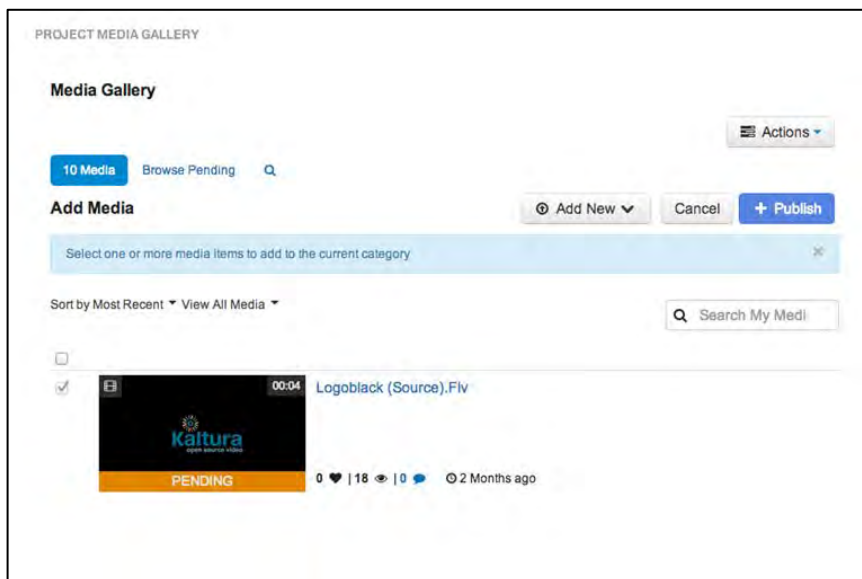 PROJECT MEDIA GALLERY
Media Gallery
Actions
10 Media Browse Pending
Add Media Add New Cancel + Publish
Select one or more media items to add to the current category ×
Sort by Most Recent View All Media Search My Medi
00:04 Logoblack (Source).Flv
Kaltura
open source video
PENDING 0 | 18 | 0 2 Months ago